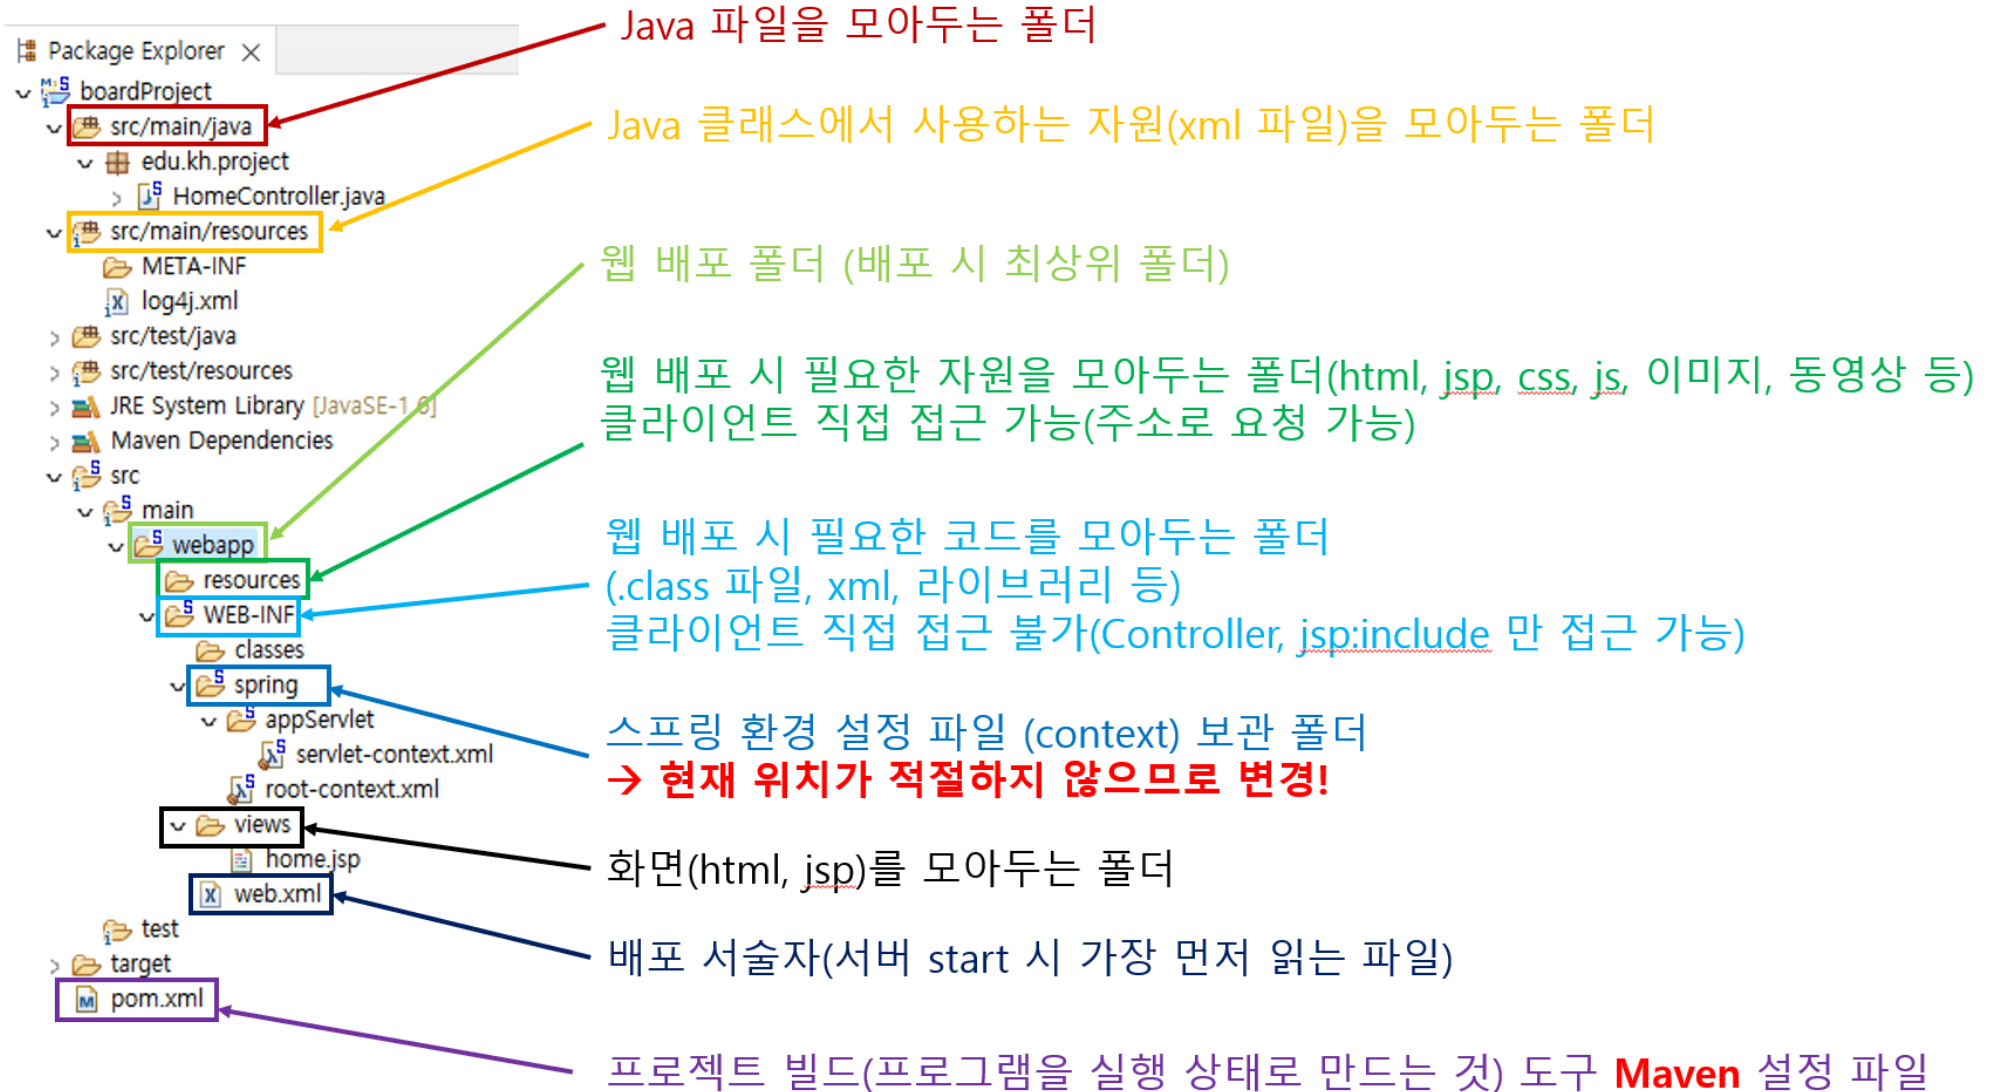 Package Explorer
boardProject
src/main/java
edu.kh.project
HomeController.java
src/main/resources
META-INF
log4j.xml
src/test/java
src/test/resources
JRE System Library [JavaSE-1.6]
Maven Dependencies
src
main
webapp
resources
WEB-INF
classes
spring
appServlet
servlet-context.xml
root-context.xml
views
home.jsp
web.xml
test
target
pom.xml
Java 파일을 모아두는 폴더
Java 클래스에서 사용하는 자원(xml 파일)을 모아두는 폴더
웹 배포 폴더 (배포 시 최상위 폴더)
웹 배포 시 필요한 자원을 모아두는 폴더(html, jsp, css, js, 이미지, 동영상 등)
클라이언트 직접 접근 가능(주소로 요청 가능)
웹 배포 시 필요한 코드를 모아두는 폴더
(.class 파일, xml, 라이브러리 등)
클라이언트 직접 접근 불가(Controller, jsp:include 만 접근 가능)
스프링 환경 설정 파일 (context) 보관 폴더
→ 현재 위치가 적절하지 않으므로 변경!
화면(html, jsp)를 모아두는 폴더
배포 서술자(서버 start 시 가장 먼저 읽는 파일)
프로젝트 빌드(프로그램을 실행 상태로 만드는 것) 도구 Maven 설정 파일